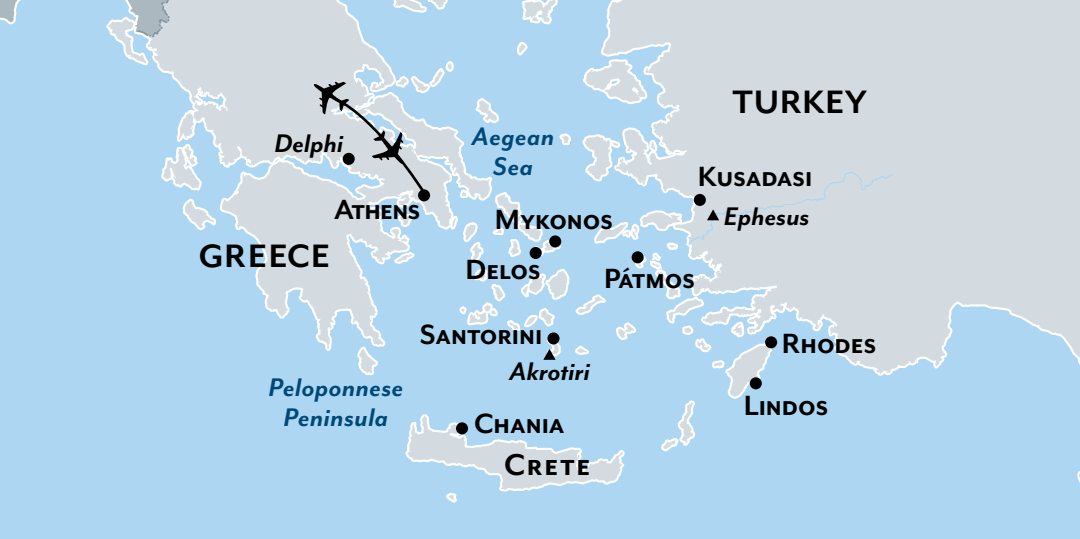 TURKEY
Aegean
Sea
Delphi
KUSADASI
ATHENS
MYKONOS
Ephesus
GREECE
DELOS
PÁTMOS
SANTORINI
RHODES
Akrotiri
Peloponnese
Peninsula
LINDOS
CHANIA
CRETE